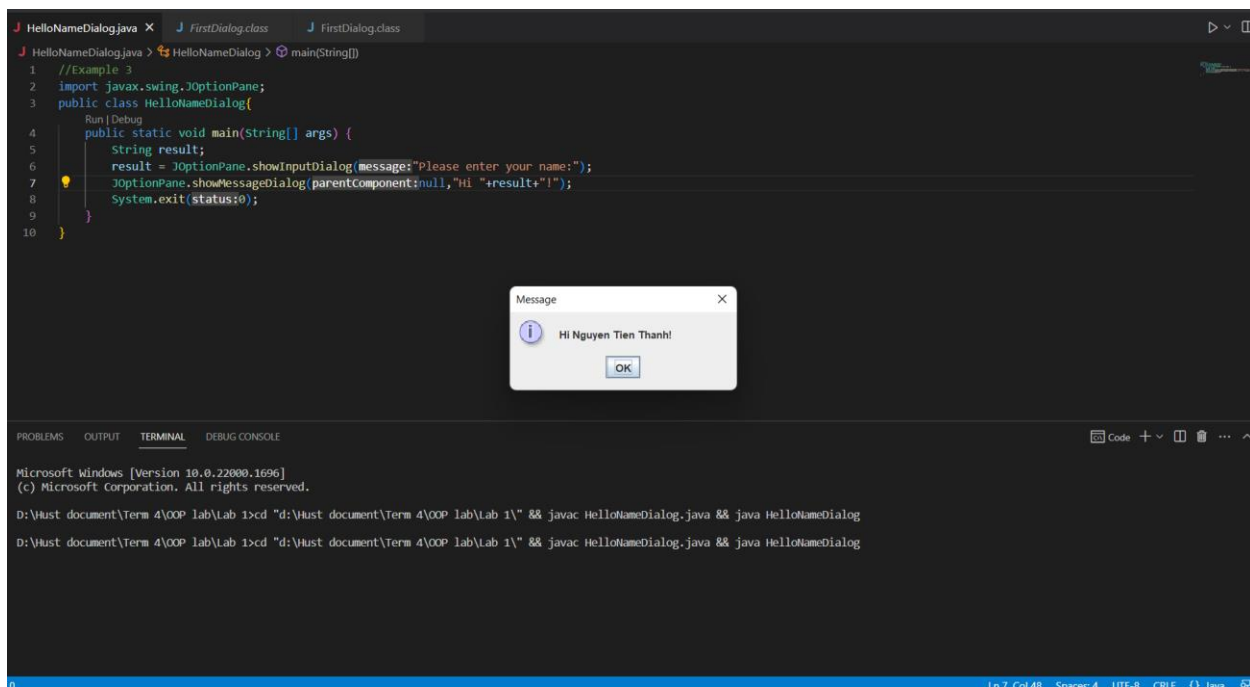 J HelloNameDialog.java × J FirstDialog.class J FirstDialog.class
J HelloNameDialog.java > HelloNameDialog > main(String[])
1 //Example 3
2 import javax.swing.JOptionPane;
3 public class HelloNameDialog{
Run | Debug
4 public static void main(String[] args) {
5 String result;
6 result = JOptionPane.showInputDialog(message:"Please enter your name:");
7 JOptionPane.showMessageDialog(parentComponent:null,"Hi "+result+"!");
8 System.exit(status:0);
9 }
10 }
Message
Hi Nguyen Tien Thanh!
OK
PROBLEMS OUTPUT TERMINAL DEBUG CONSOLE Code
Microsoft Windows [Version 10.0.22000.1696]
(c) Microsoft Corporation. All rights reserved.
D:\Hust document\Term 4\OOP lab\Lab 1>cd "d:\Hust document\Term 4\OOP lab\Lab 1\" && javac HelloNameDialog.java && java HelloNameDialog
D:\Hust document\Term 4\OOP lab\Lab 1>cd "d:\Hust document\Term 4\OOP lab\Lab 1\" && javac HelloNameDialog.java && java HelloNameDialog
0 Ln 7, Col 48 Spaces: 4 UTF-8 CRLF {} Java